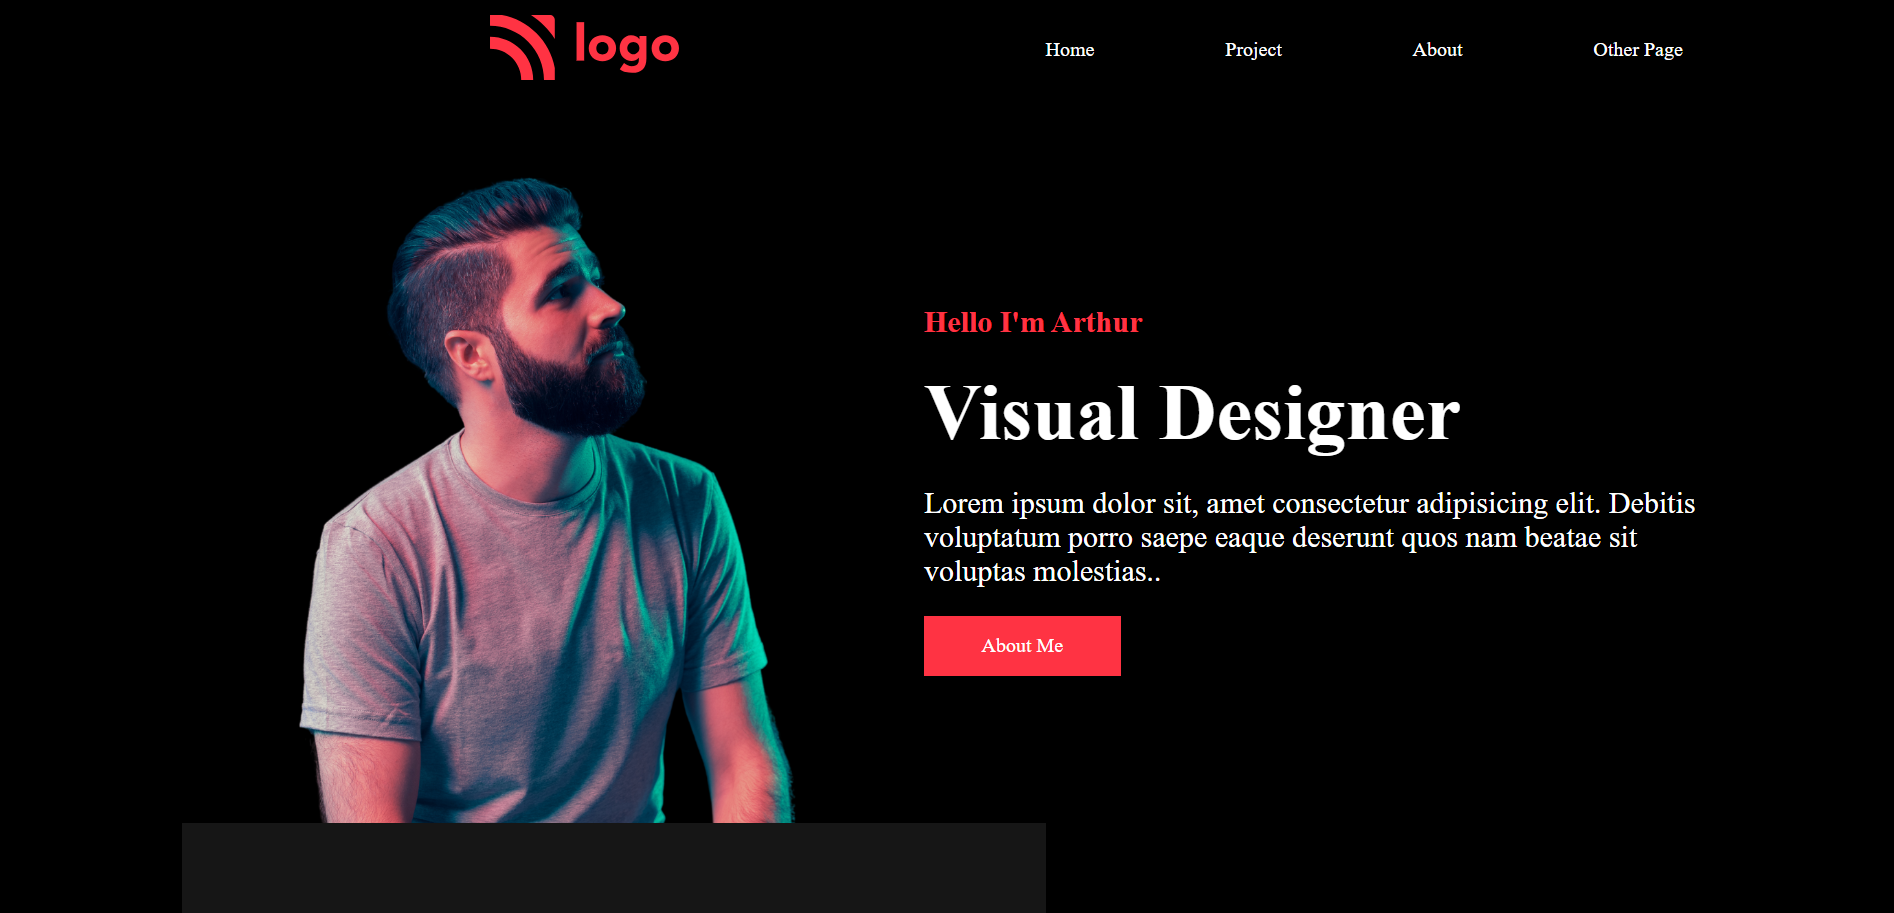 logo
Home
Project
About
Other Page
Hello I'm Arthur
Visual Designer
Lorem ipsum dolor sit, amet consectetur adipisicing elit. Debitis
voluptatum porro saepe eaque deserunt quos nam beatae sit
voluptas molestias..
About Me